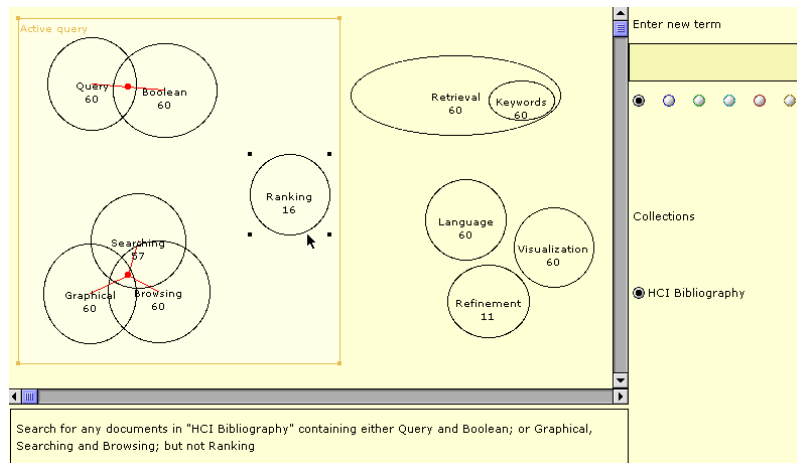 Active query
Query
60
Boolean
60
Retrieval
60
Keywords
60
Ranking
16
Searching
57
Graphical
60
Browsing
60
Language
60
Visualization
60
Refinement
11
Enter new term
Collections
HCI Bibliography
Search for any documents in "HCI Bibliography" containing either Query and Boolean; or Graphical,
Searching and Browsing; but not Ranking